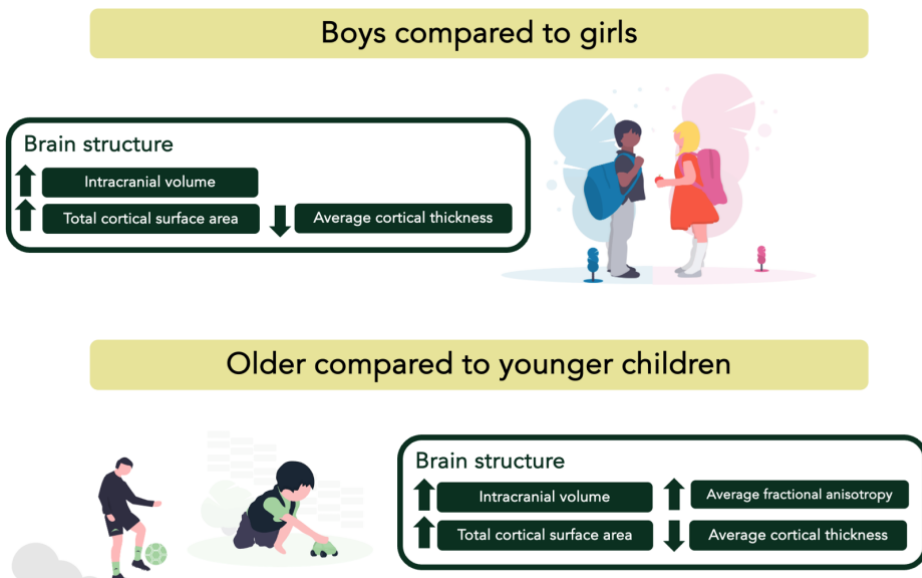 Boys compared to girls
Brain structure
Intracranial volume
Total cortical surface area
Average cortical thickness
Older compared to younger children
Brain structure
Intracranial volume
Average fractional anisotropy
Total cortical surface area
Average cortical thickness